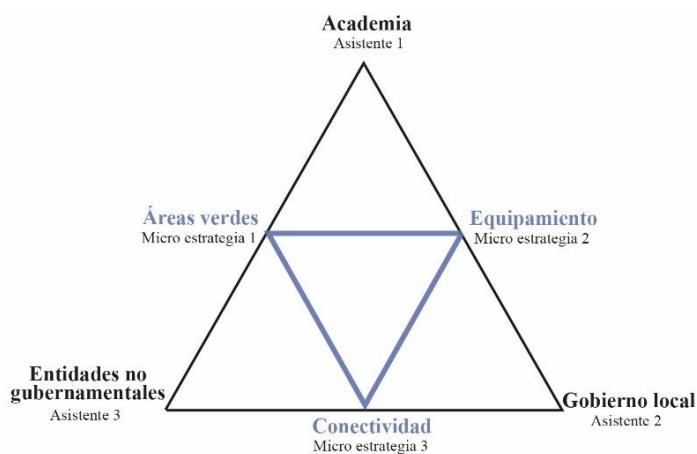 Academia
Asistente 1
Áreas verdes
Micro estrategia 1
Equipamiento
Micro estrategia 2
Entidades no
gubernamentales
Asistente 3
Gobierno local
Asistente 2
Conectividad
Micro estrategia 3